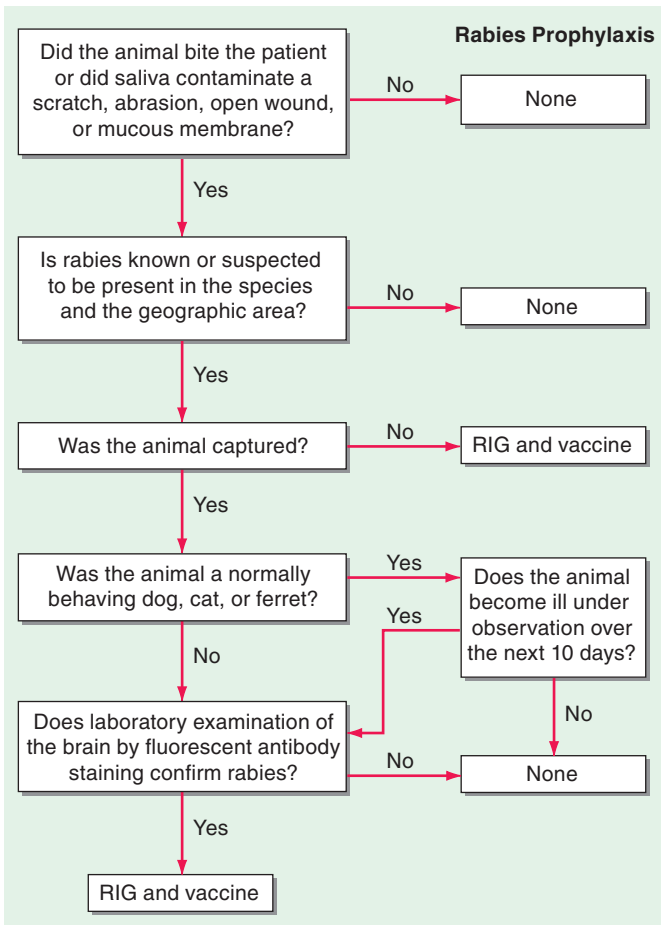 Rabies Prophylaxis
Did the animal bite the patient
or did saliva contaminate a
scratch, abrasion, open wound,
or mucous membrane?
No
None
Yes
Is rabies known or suspected
to be present in the species
and the geographic area?
No
None
Yes
Was the animal captured?
No
RIG and vaccine
Yes
Was the animal a normally
behaving dog, cat, or ferret?
Yes
Does the animal
become ill under
observation over
the next 10 days?
Yes
No
No
Does laboratory examination of
the brain by fluorescent antibody
staining confirm rabies?
No
None
Yes
RIG and vaccine